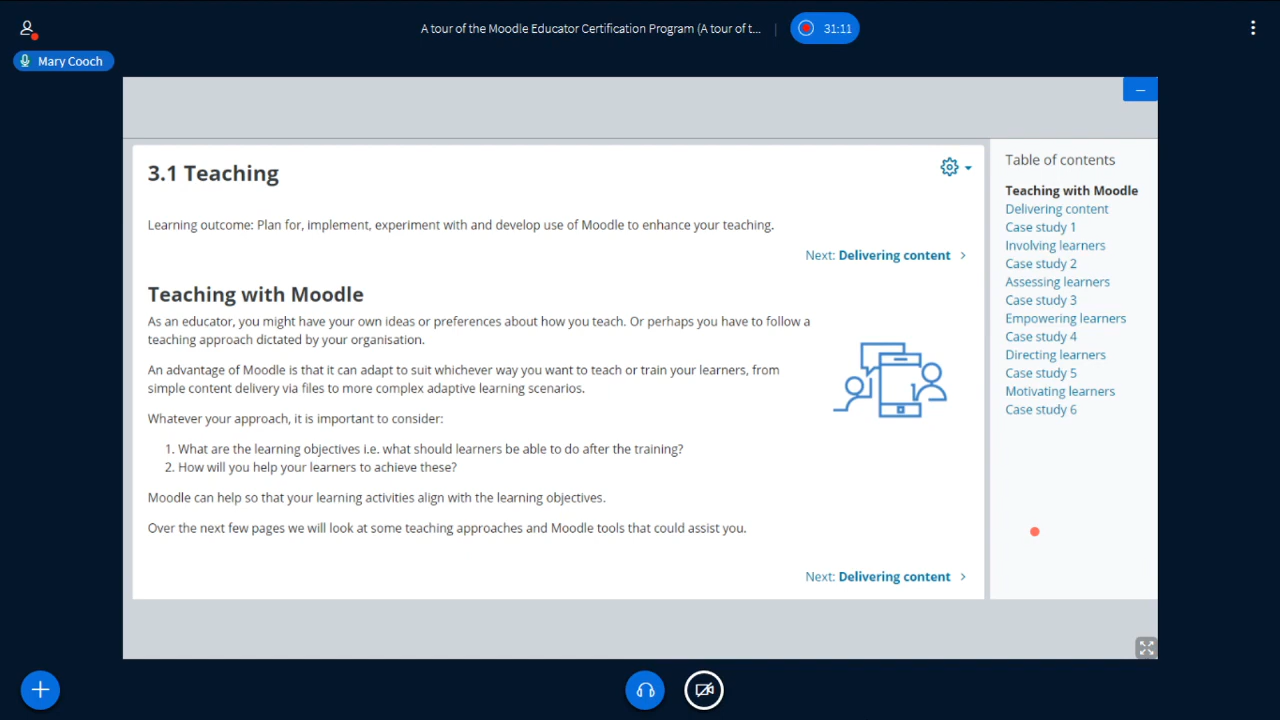 A tour of the Moodle Educator Certification Program (A tour of t...
31:11
Mary Cooch
3.1 Teaching
Learning outcome: Plan for, implement, experiment with and develop use of Moodle to enhance your teaching.
Next: Delivering content
Teaching with Moodle
As an educator, you might have your own ideas or preferences about how you teach. Or perhaps you have to follow a
teaching approach dictated by your organisation.
An advantage of Moodle is that it can adapt to suit whichever way you want to teach or train your learners, from
simple content delivery via files to more complex adaptive learning scenarios.
Whatever your approach, it is important to consider:
1. What are the learning objectives i.e. what should learners be able to do after the training?
2. How will you help your learners to achieve these?
Moodle can help so that your learning activities align with the learning objectives.
Over the next few pages we will look at some teaching approaches and Moodle tools that could assist you.
Next: Delivering content
Table of contents
Teaching with Moodle
Delivering content
Case study 1
Involving learners
Case study 2
Assessing learners
Case study 3
Empowering learners
Case study 4
Directing learners
Case study 5
Motivating learners
Case study 6